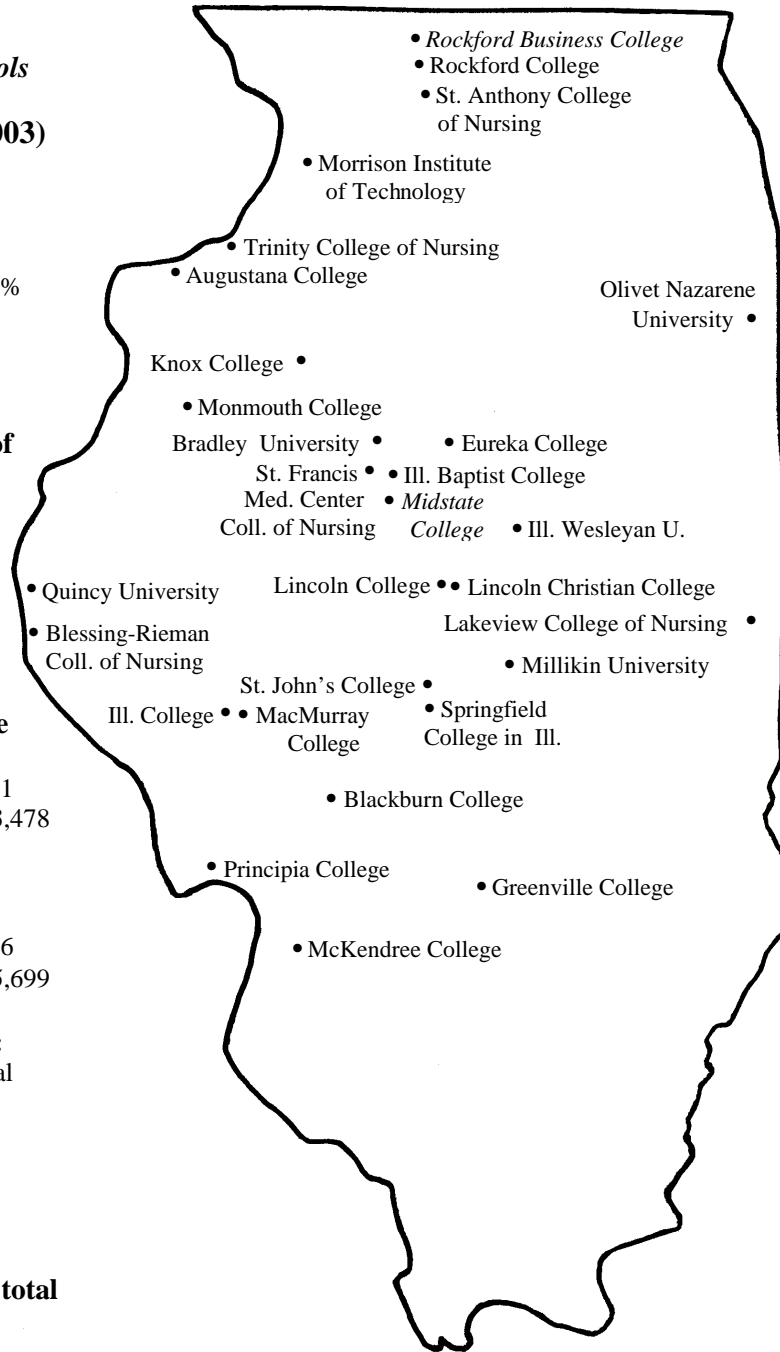 ols
003)
%
of
e
1
3,478
6
5,699
:
al
total
• Rockford Business College
• Rockford College
• St. Anthony College
of Nursing
• Morrison Institute
of Technology
• Trinity College of Nursing
• Augustana College
Olivet Nazarene
University •
Knox College •
• Monmouth College
Bradley University •
• Eureka College
St. Francis •
Med. Center
Coll. of Nursing
• Ill. Baptist College
• Midstate
College
• Ill. Wesleyan U.
• Quincy University
Lincoln College •
• Lincoln Christian College
• Blessing-Rieman
Coll. of Nursing
Lakeview College of Nursing •
• Millikin University
St. John's College •
Ill. College •
• MacMurray
College
• Springfield
College in Ill.
• Blackburn College
• Principia College
• Greenville College
• McKendree College